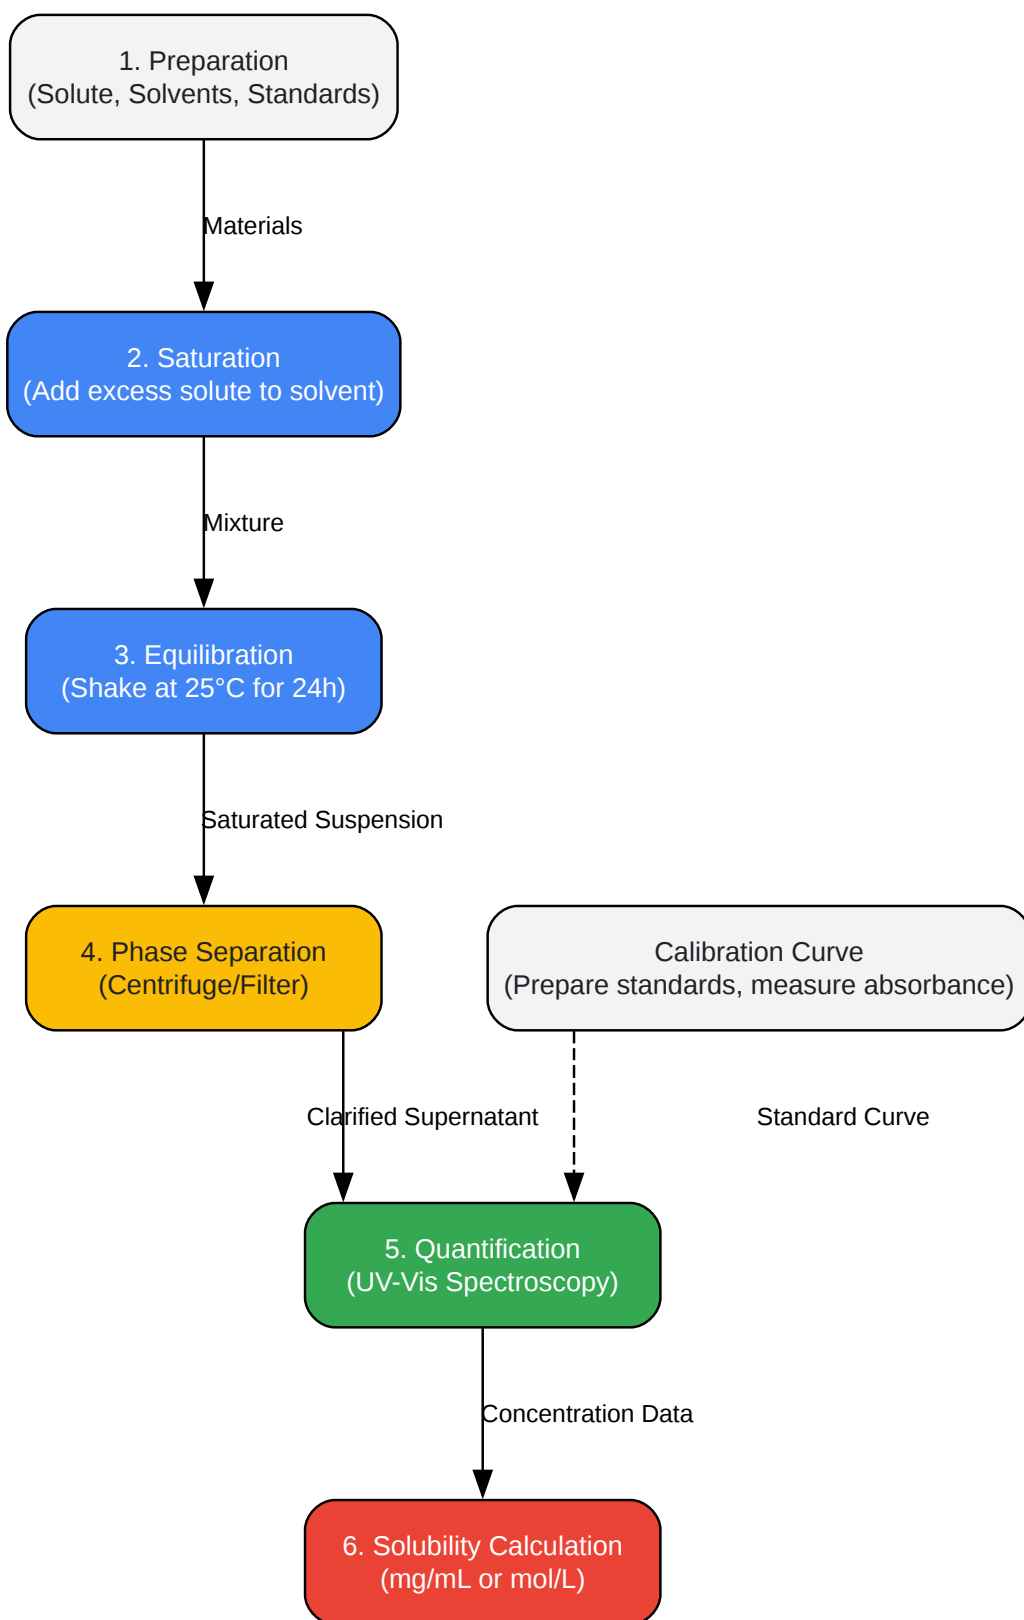 1. Preparation
(Solute, Solvents, Standards)
Materials
2. Saturation
(Add excess solute to solvent)
Mixture
3. Equilibration
(Shake at 25°C for 24h)
Saturated Suspension
4. Phase Separation
(Centrifuge/Filter)
Calibration Curve
(Prepare standards, measure absorbance)
Clarified Supernatant
Standard Curve
5. Quantification
(UV-Vis Spectroscopy)
Concentration Data
6. Solubility Calculation
(mg/mL or mol/L)